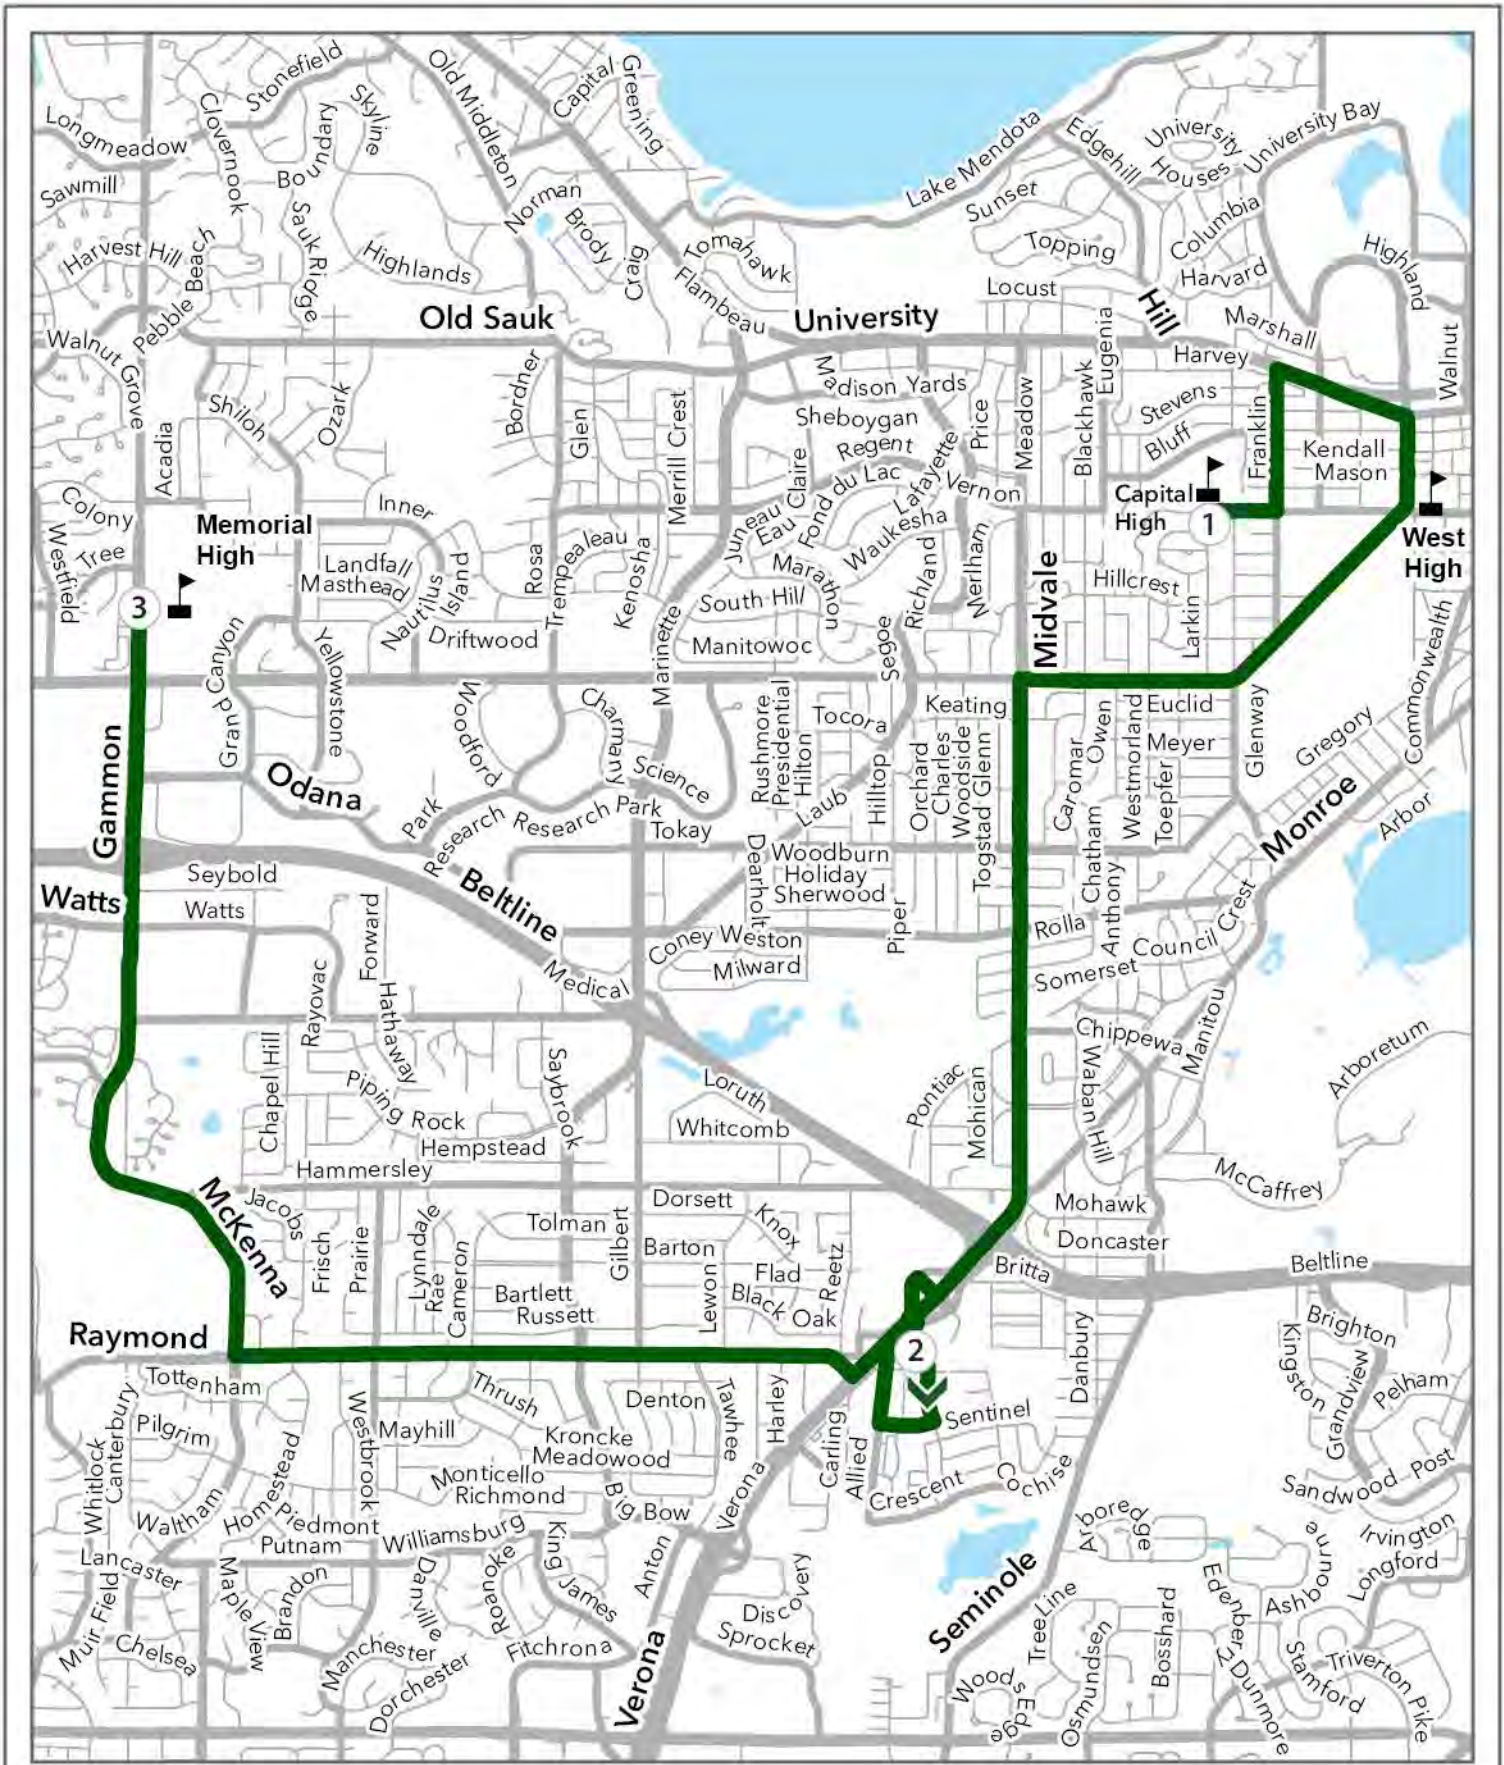 Stonefield
Old Middleton
Capital
Greening
Longmeadow
Clovernook
Boundary
Skyline
Sawmill
Norman
Brody
Craig
Lake Mendota
Edgehill
University
Houses
University Bay
Sunset
Topping
Columbia
Harvard
Highland
Harvest Hill
Pebble Beach
Sauk Ridge
Highlands
Tomahawk
Flambeau
Locust
Old Sauk
University
Hill
Marshall
Harvey
Walnut
Walnut Grove
Acadia
Shiloh
Ozark
Bordner
Glen
Merrill Crest
Madison Yards
Sheboygan
Regent
Price
Meadow
Blackhawk
Eugenia
Stevens
Bluff
Franklin
Kendall
Mason
Juneau
Eau Claire
Fond du Lac
Lafayette
Vernon
Capital
High
1
West
High
Colony
Tree
Westfield
Memorial
High
Inner
Landfall
Masthead
Nautilus
Island
Driftwood
Rosa
Trempealeau
Kenosha
Marinette
Waukesha
Marathon
South Hill
Manitowoc
Richland
Merlham
Segoe
Midvale
Hillcrest
Larkin
Commonwealth
3
Grand Canyon
Yellowstone
Woodford
Charmany
Science
Rushmore
Presidential
Hilton
Tocora
Keating
Hilltop
Orchard
Charles
Woodside
Togstad Glenn
Caromar
Owen
Westmorland
Euclid
Meyer
Toepfer
Chatham
Anthony
Glenway
Gregory
Monroe
Arbor
Gammon
Odana
Park
Research
Research Park
Tokay
Laub
Dearholt
Woodburn
Holiday
Sherwood
Piper
Seybold
Beltline
Watts
Watts
Forward
Rayovac
Hathaway
Medical
Coney Weston
Milward
Rolla
Council Crest
Somerset
Chippewa
Manitou
Waban Hill
Arboretum
McCaffrey
Chapel Hill
Piping Rock
Hempstead
Saybrook
Hammersley
Loruth
Whitcomb
Pontiac
Mohican
Mohawk
Doncaster
Beltline
Britta
McKenna
Jacobs
Frisch
Prairie
Lynndale
Rae
Cameron
Tolman
Gilbert
Bartlett
Russett
Dorsett
Barton
Knox
Flad
Lewon
Black Oak
Reetz
Raymond
2
Danbury
Brighton
Kingston
Grandview
Pelham
Tottenham
Pilgrim
Canterbury
Whitlock
Westbrook
Mayhill
Thrush
Denton
Tawhee
Harley
Kroncke
Meadowood
Carling
Allied
Sentinel
Crescent
Cochise
Sandwood
Post
Monticello
Richmond
Big Bow
Verona
Waltham
Homestead
Piedmont
Putnam
Williamsburg
Lancaster
Muir Field
Chelsea
Maple View
Brandon
Danville
Roanoke
King James
Anton
Manchester
Dorchester
Fitchrona
Verona
Discovery
Sprocket
Seminole
Arboredge
Tree Line
Woods Edge
Osmundsen
Bosshard
Edenberry
Dunmore
Ashbourne
Irvington
Longford
Stamford
Triverton Pike